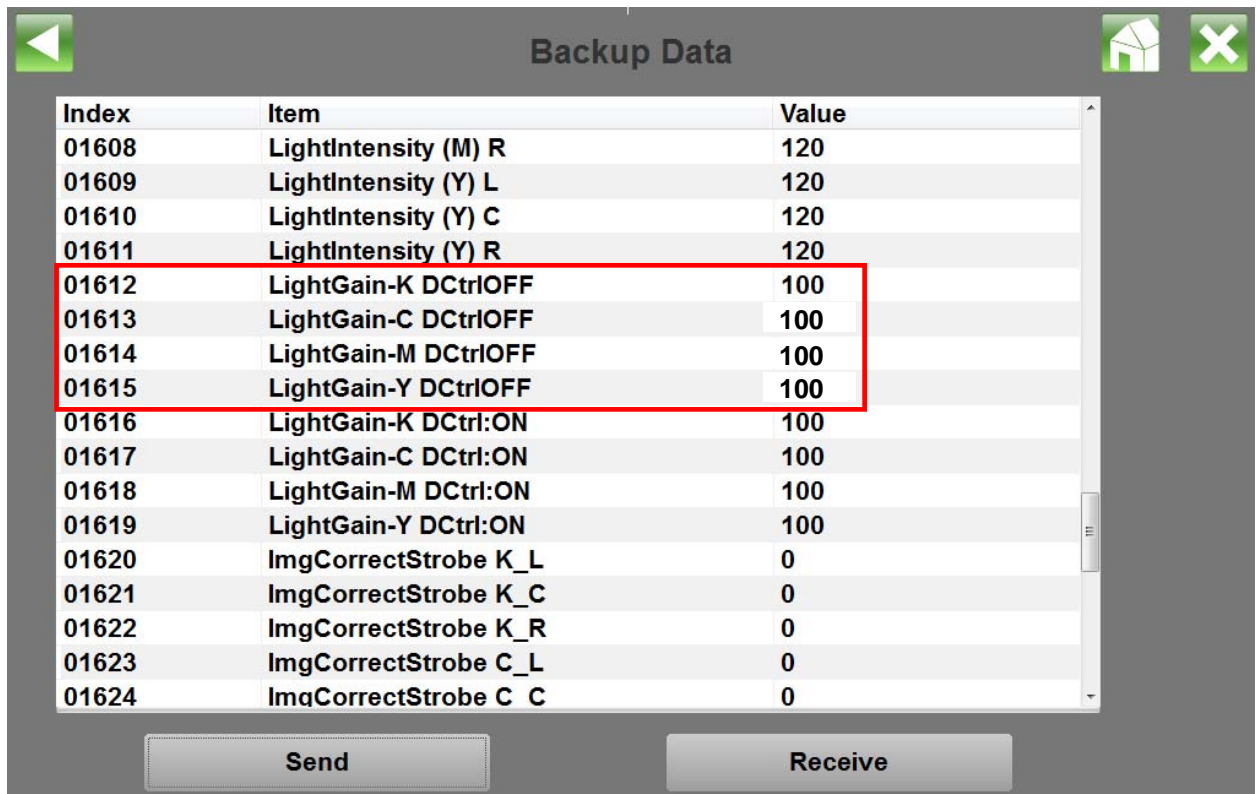 Backup Data
Index Item Value
01608 LightIntensity (M) R 120
01609 LightIntensity (Y) L 120
01610 LightIntensity (Y) C 120
01611 LightIntensity (Y) R 120
01612 LightGain-K DCtrlOFF 100
01613 LightGain-C DCtrlOFF 100
01614 LightGain-M DCtrlOFF 100
01615 LightGain-Y DCtrlOFF 100
01616 LightGain-K DCtrl:ON 100
01617 LightGain-C DCtrl:ON 100
01618 LightGain-M DCtrl:ON 100
01619 LightGain-Y DCtrl:ON 100
01620 ImgCorrectStrobe K_L 0
01621 ImgCorrectStrobe K_C 0
01622 ImgCorrectStrobe K_R 0
01623 ImgCorrectStrobe C_L 0
01624 ImgCorrectStrobe C_C 0
Send Receive